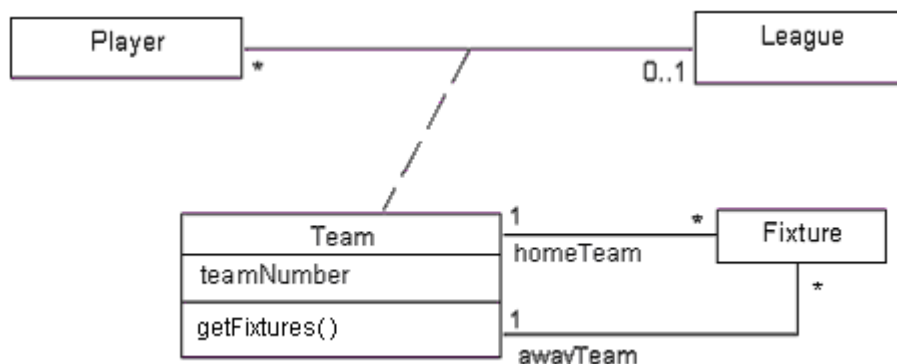 Player
League
*
0..1
Team
1
*
Fixture
homeTeam
teamNumber
*
getFixtures()
1
awayTeam